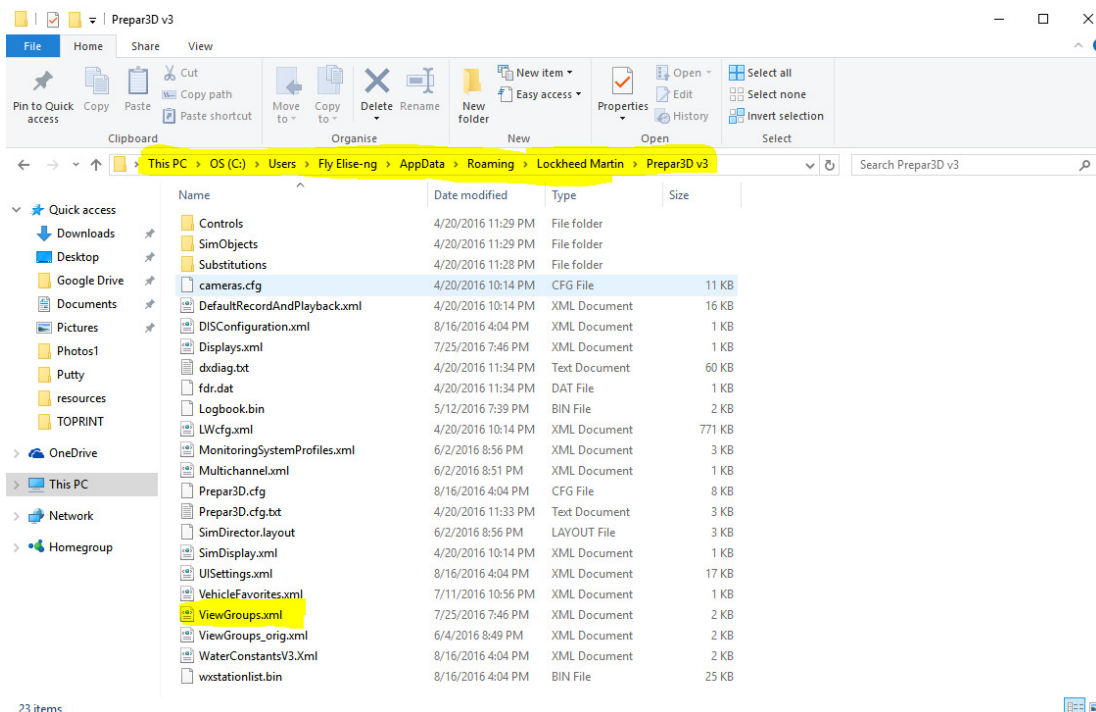 Prepar3D v3
File Home Share View
Pin to Quick access Copy Paste Cut Copy path Paste shortcut Move to Copy to Delete Rename New folder New item Easy access Properties Open Edit History Select all Select none Invert selection
Clipboard Organise New Open Select
This PC > OS (C:) > Users > Fly Elise-ng > AppData > Roaming > Lockheed Martin > Prepar3D v3 Search Prepar3D v3
Name Date modified Type Size
Quick access
Downloads
Desktop
Google Drive
Documents
Pictures
Photos1
Putty
resources
TOPRINT
OneDrive
This PC
Network
Homegroup
Controls 4/20/2016 11:29 PM File folder
SimObjects 4/20/2016 11:29 PM File folder
Substitutions 4/20/2016 11:28 PM File folder
cameras.cfg 4/20/2016 10:14 PM CFG File 11 KB
DefaultRecordAndPlayback.xml 4/20/2016 10:14 PM XML Document 16 KB
DISConfiguration.xml 8/16/2016 4:04 PM XML Document 1 KB
Displays.xml 7/25/2016 7:46 PM XML Document 1 KB
dxdiag.txt 4/20/2016 11:34 PM Text Document 60 KB
fdr.dat 4/20/2016 11:34 PM DAT File 1 KB
Logbook.bin 5/12/2016 7:39 PM BIN File 2 KB
LWcfg.xml 4/20/2016 10:14 PM XML Document 771 KB
MonitoringSystemProfiles.xml 6/2/2016 8:56 PM XML Document 3 KB
Multichannel.xml 6/2/2016 8:51 PM XML Document 1 KB
Prepar3D.cfg 8/16/2016 4:04 PM CFG File 8 KB
Prepar3D.cfg.txt 4/20/2016 11:33 PM Text Document 3 KB
SimDirector.layout 6/2/2016 8:56 PM LAYOUT File 3 KB
SimDisplay.xml 4/20/2016 10:14 PM XML Document 1 KB
UISettings.xml 8/16/2016 4:04 PM XML Document 17 KB
VehicleFavorites.xml 7/11/2016 10:56 PM XML Document 1 KB
ViewGroups.xml 7/25/2016 7:46 PM XML Document 2 KB
ViewGroups_orig.xml 6/4/2016 8:49 PM XML Document 2 KB
WaterConstantsV3.Xml 8/16/2016 4:04 PM XML Document 2 KB
wxstationlist.bin 8/16/2016 4:04 PM BIN File 25 KB
23 items